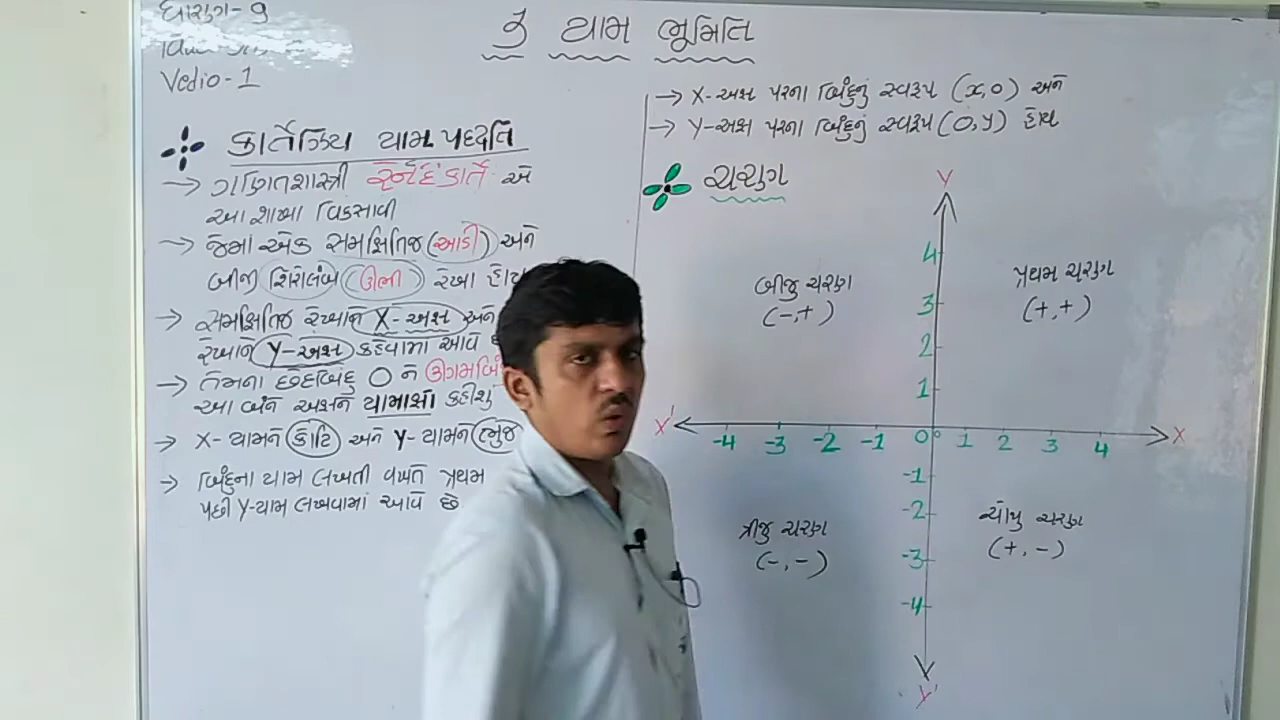 ધોરણ - 9
Vedio - 1
3 યામ ભૂમિતિ
કાર્તેઝિય યામ પદ્ધતિ
→ ગણિતશાસ્ત્રી રેને દ કાર્તે એ
આ શાખા વિકસાવી
→ જેમાં એક સમક્ષિતિજ (આડી) અને
બીજી શિરોલંબ (ઊભી) રેખા હોય
→ સમક્ષિતિજ રેખાને X-અક્ષ અને
રેખાને Y-અક્ષ કહેવામાં આવે
→ તેમના છેદબિંદુ O ને ઊગમબિં
આ બંને અક્ષને યામાક્ષો કહીશું
→ X- યામને કોટિ અને Y-યામને ભુજ
→ બિંદુના યામ લખતી વખતે પ્રથમ
પછી Y-યામ લખવામાં આવે છે
→ X-અક્ષ પરના બિંદુનું સ્વરૂપ (x,0) અને
→ Y-અક્ષ પરના બિંદુનું સ્વરૂપ (0,y) હોય
ચરણ
Y
4
બીજુ ચરણ
(-,+)
પ્રથમ ચરણ
(+,+)
3
2
1
X' -4 -3 -2 -1 0 1 2 3 4 X
-1
-2
ત્રીજુ ચરણ
(-,-)
ચોથુ ચરણ
(+,-)
-3
-4
Y'